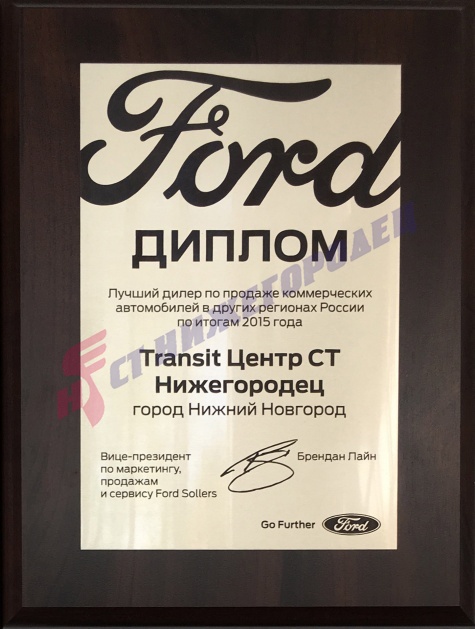 Ford
ДИПЛОМ
Лучший дилер по продаже коммерческих
автомобилей в других регионах России
по итогам 2015 года
Transit Центр СТ
Нижегородец
город Нижний Новгород
Вице-президент
по маркетингу,
продажам
и сервису Ford Sollers
Брендан Лайн
Go Further
Ford
СТ НИЖЕГОРОДЕЦ